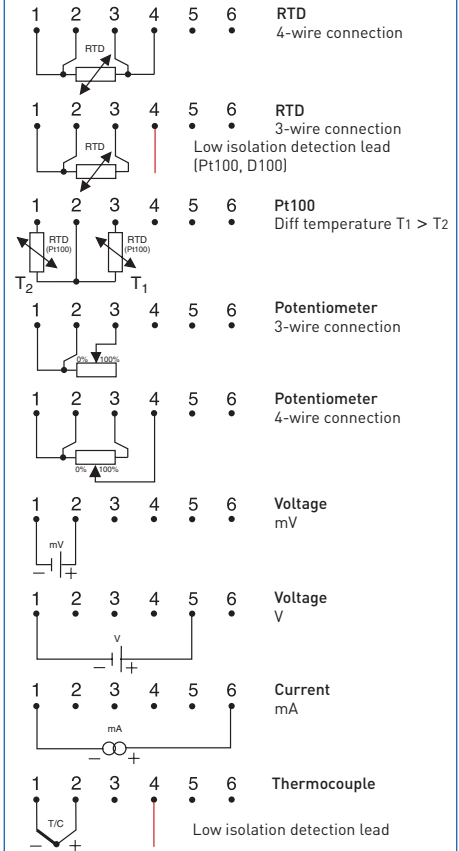 1 2 3 4 5 6 RTD
4-wire connection
RTD
1 2 3 4 5 6 RTD
3-wire connection
RTD
Low isolation detection lead
(Pt100, D100)
1 2 3 4 5 6 Pt100
Diff temperature T1 > T2
RTD (Pt100) RTD (Pt100)
T2 T1
1 2 3 4 5 6 Potentiometer
3-wire connection
0% 100%
1 2 3 4 5 6 Potentiometer
4-wire connection
0% 100%
1 2 3 4 5 6 Voltage
mV
mV
– +
1 2 3 4 5 6 Voltage
V
V
– +
1 2 3 4 5 6 Current
mA
mA
– +
1 2 3 4 5 6 Thermocouple
T/C
Low isolation detection lead
– +